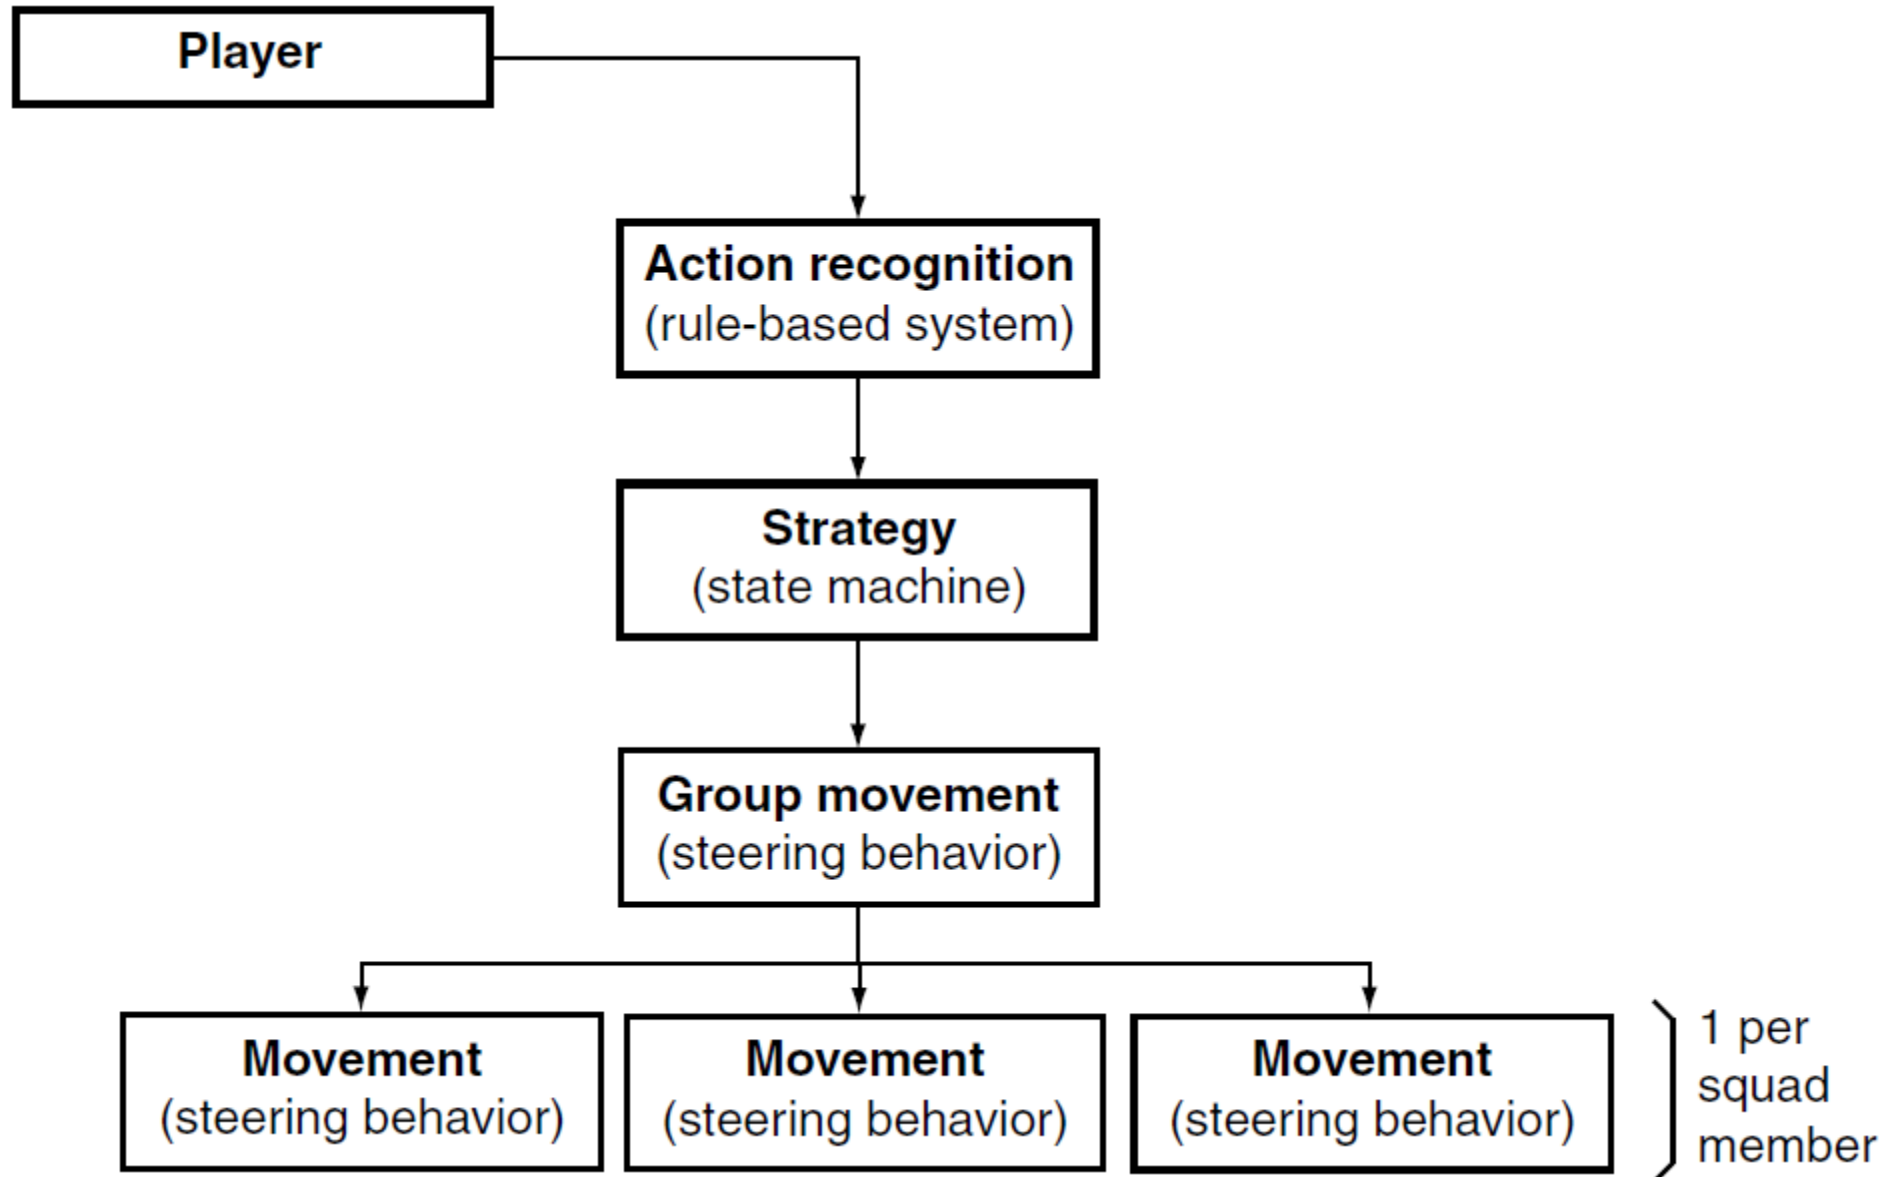 Player
Action recognition
(rule-based system)
Strategy
(state machine)
Group movement
(steering behavior)
Movement
(steering behavior)
Movement
(steering behavior)
Movement
(steering behavior)
1 per
squad
member